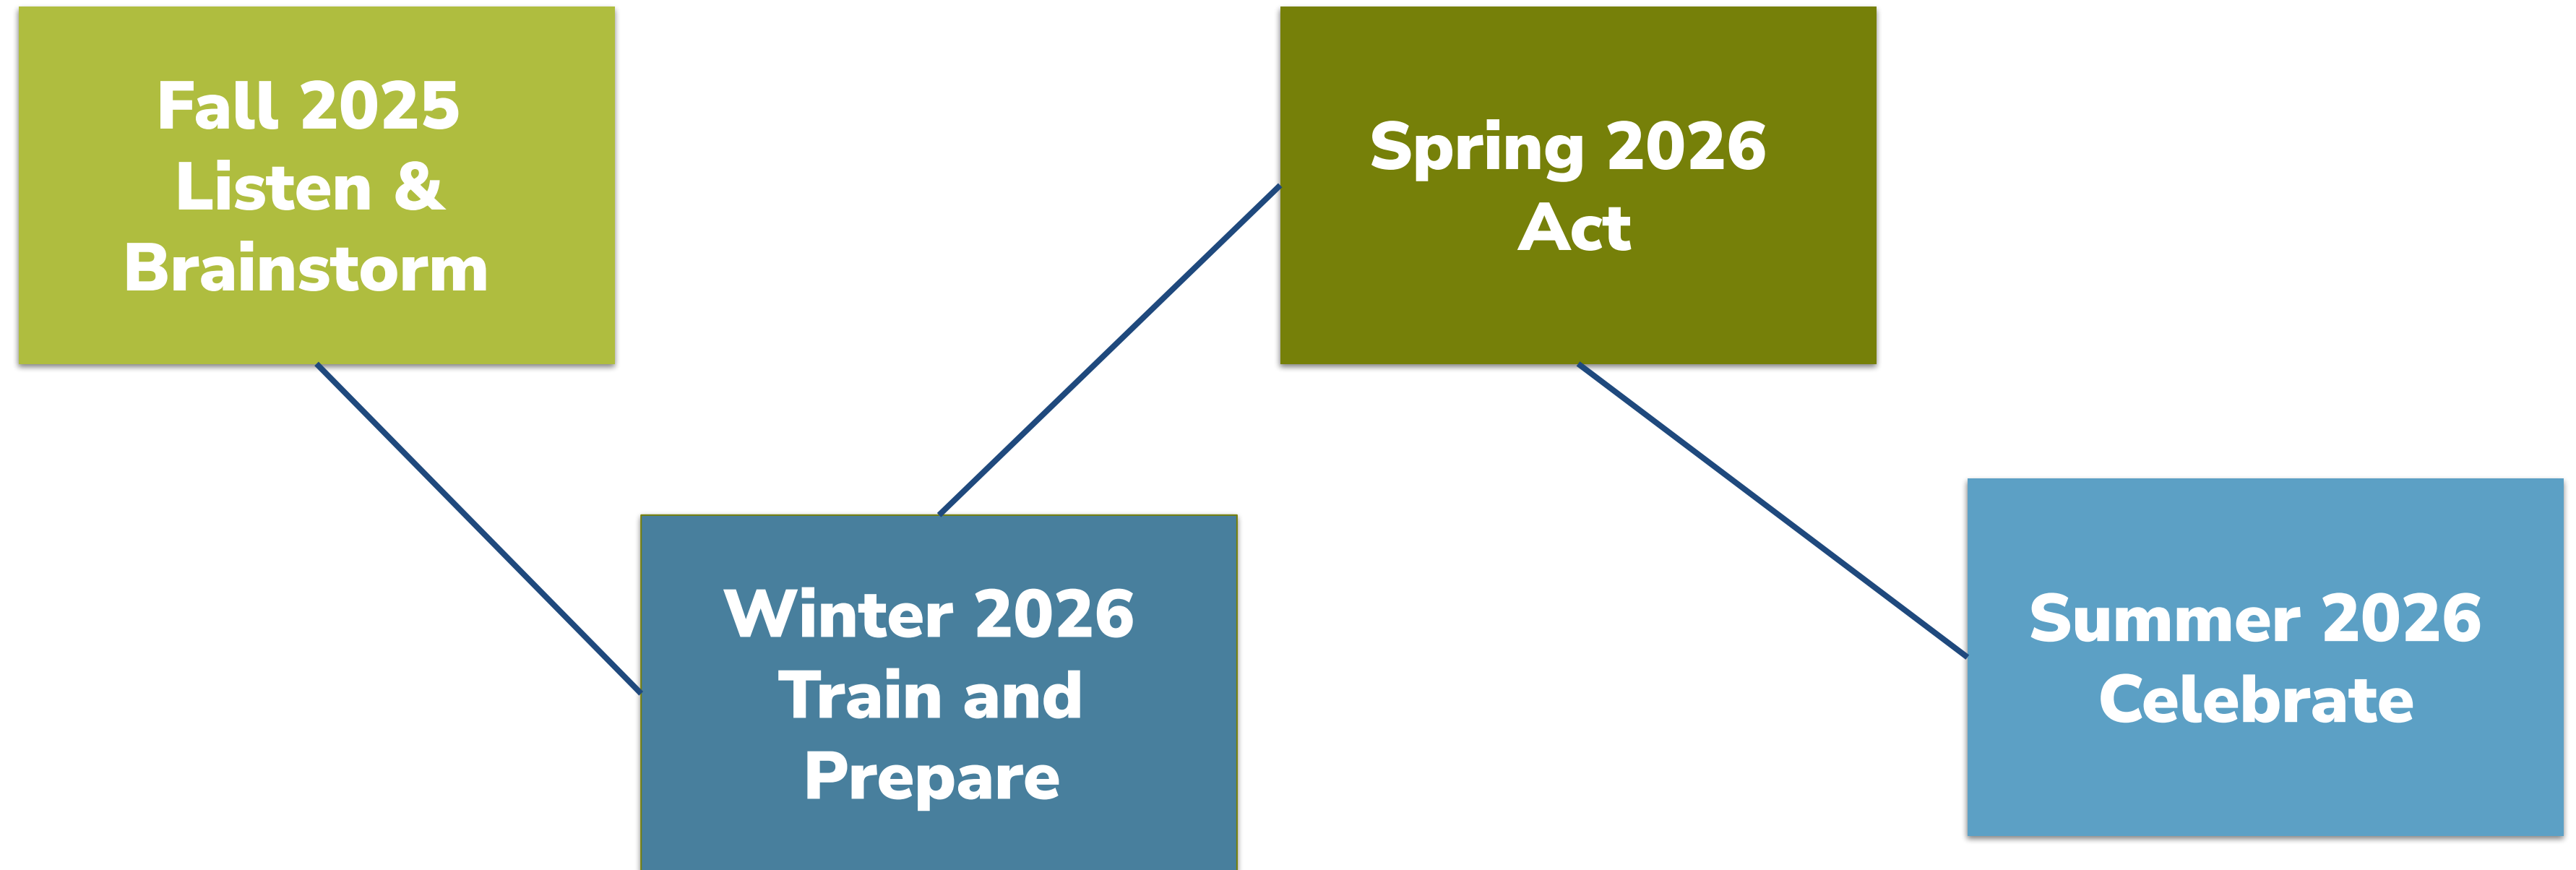 Fall 2025
Listen &
Brainstorm
Winter 2026
Train and
Prepare
Spring 2026
Act
Summer 2026
Celebrate